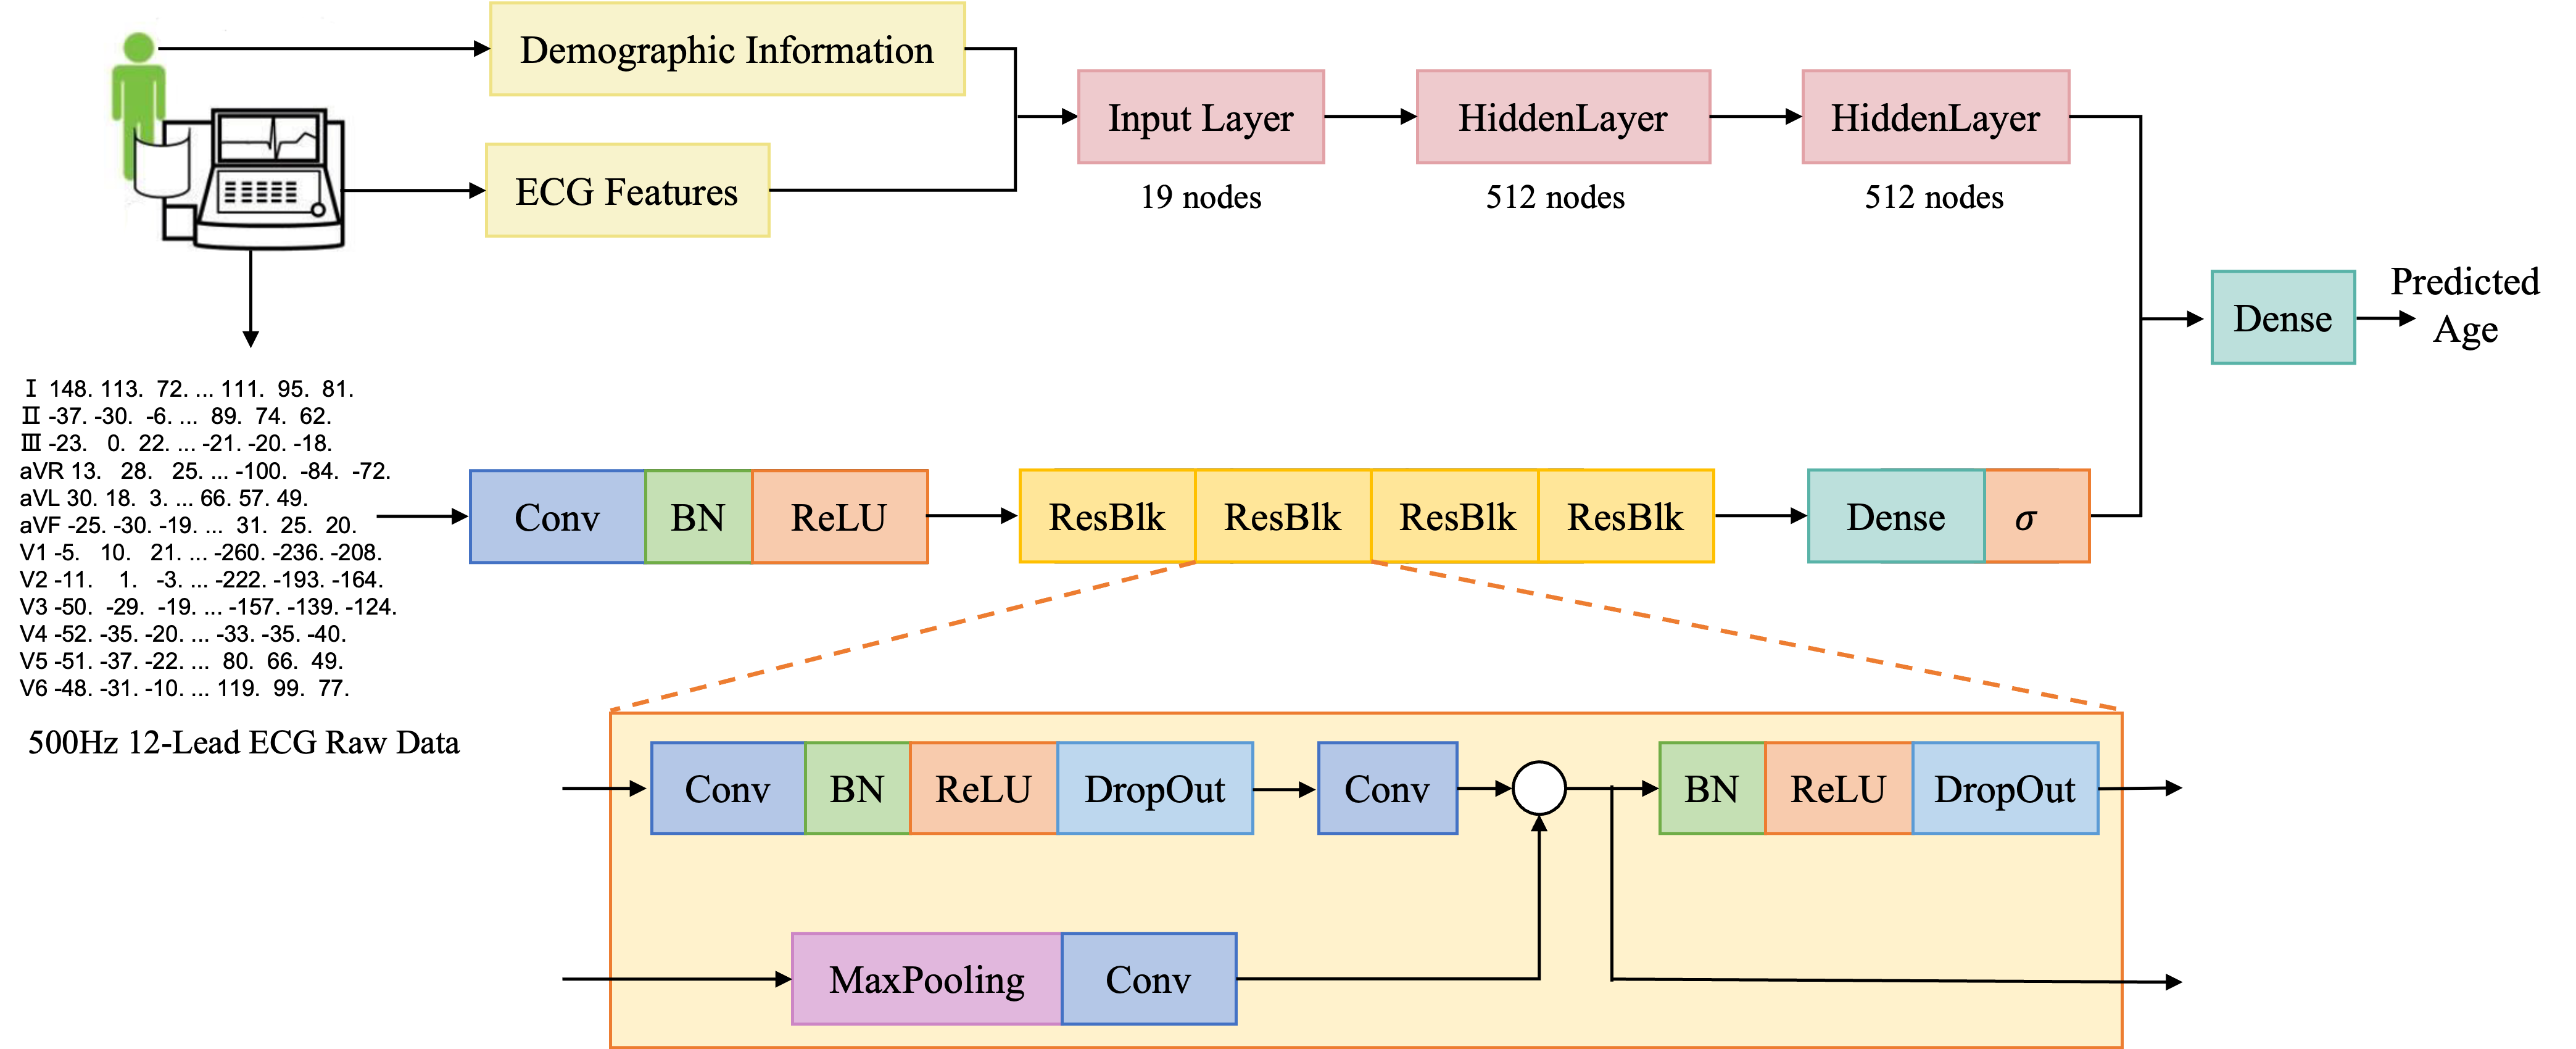 Demographic Information
ECG Features
Input Layer
19 nodes
HiddenLayer
512 nodes
HiddenLayer
512 nodes
Dense
Predicted
Age
Ⅰ 148. 113. 72. ... 111. 95. 81.
Ⅱ -37. -30. -6. ... 89. 74. 62.
Ⅲ -23. 0. 22. ... -21. -20. -18.
aVR 13. 28. 25. ... -100. -84. -72.
aVL 30. 18. 3. ... 66. 57. 49.
aVF -25. -30. -19. ... 31. 25. 20.
V1 -5. 10. 21. ... -260. -236. -208.
V2 -11. 1. -3. ... -222. -193. -164.
V3 -50. -29. -19. ... -157. -139. -124.
V4 -52. -35. -20. ... -33. -35. -40.
V5 -51. -37. -22. ... 80. 66. 49.
V6 -48. -31. -10. ... 119. 99. 77.
500Hz 12-Lead ECG Raw Data
Conv BN ReLU
ResBlk ResBlk ResBlk ResBlk
Dense σ
Conv BN ReLU DropOut
Conv
BN ReLU DropOut
MaxPooling Conv